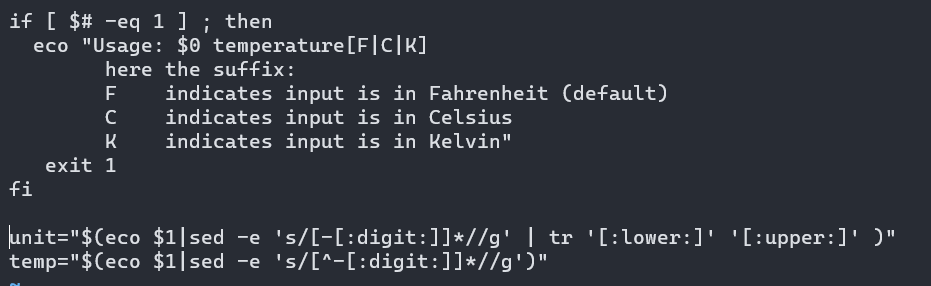 if [ $# -eq 1 ] ; then
  eco "Usage: $0 temperature[F|C|K]
        here the suffix:
        F    indicates input is in Fahrenheit (default)
        C    indicates input is in Celsius
        K    indicates input is in Kelvin"
   exit 1
fi

unit="$(eco $1|sed -e 's/[-[:digit:]]*//g' | tr '[:lower:]' '[:upper:]' )"
temp="$(eco $1|sed -e 's/[^-[:digit:]]*//g')"
~